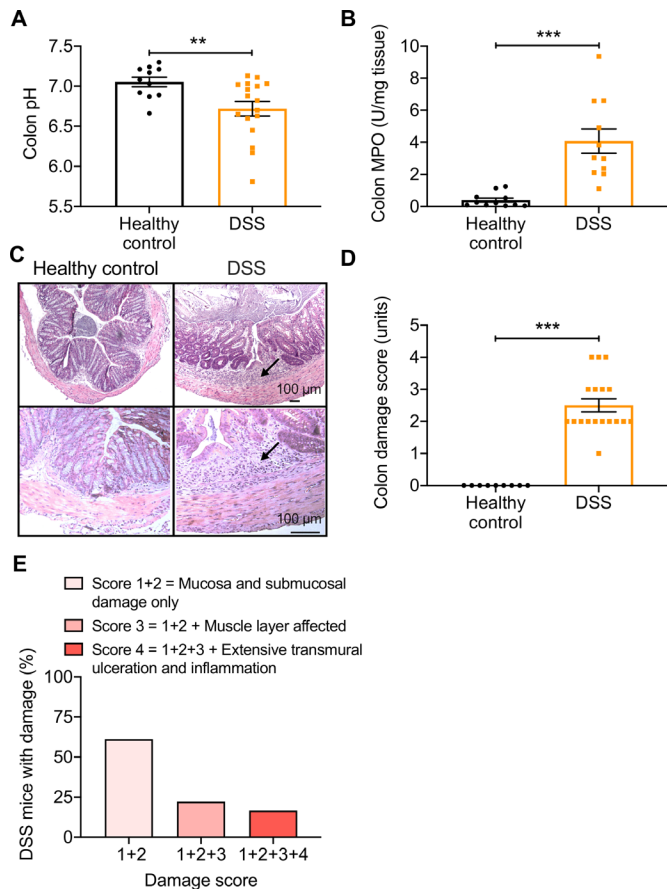 A
**
7.5
7.0
6.5
6.0
5.5
Colon pH
Healthy
control
DSS
B
***
10
8
6
4
2
0
Colon MPO (U/mg tissue)
Healthy
control
DSS
C
Healthy control
DSS
100 µm
100 µm
D
***
5
4
3
2
1
0
Colon damage score (units)
Healthy
control
DSS
E
Score 1+2 = Mucosa and submucosal
damage only
Score 3 = 1+2 + Muscle layer affected
Score 4 = 1+2+3 + Extensive transmural
ulceration and inflammation
100
75
50
25
0
DSS mice with damage (%)
1+2
1+2+3
1+2+3+4
Damage score